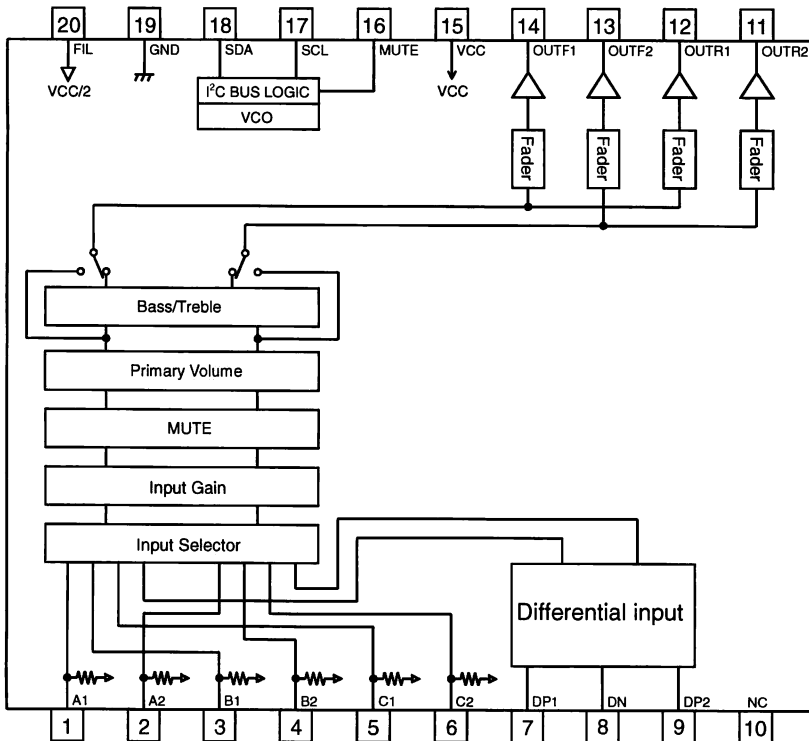 20 19 18 17 16 15 14 13 12 11
FIL GND SDA SCL MUTE VCC OUTF1 OUTF2 OUTR1 OUTR2
VCC/2
I²C BUS LOGIC
VCO
VCC
Fader Fader Fader Fader
Bass/Treble
Primary Volume
MUTE
Input Gain
Input Selector
Differential input
A1 A2 B1 B2 C1 C2 DP1 DN DP2 NC
1 2 3 4 5 6 7 8 9 10